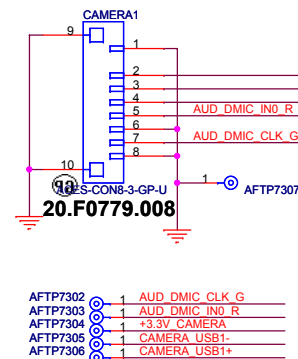 CAMERA1
9
1
2
3
4
5 AUD_DMIC_IN0_R
6
7 AUD_DMIC_CLK_G
8
10
ACES-CON8-3-GP-U
20.F0779.008
1 AFTP7307
AFTP7302 1 AUD_DMIC_CLK_G
AFTP7303 1 AUD_DMIC_IN0_R
AFTP7304 1 +3.3V_CAMERA
AFTP7305 1 CAMERA_USB1-
AFTP7306 1 CAMERA_USB1+